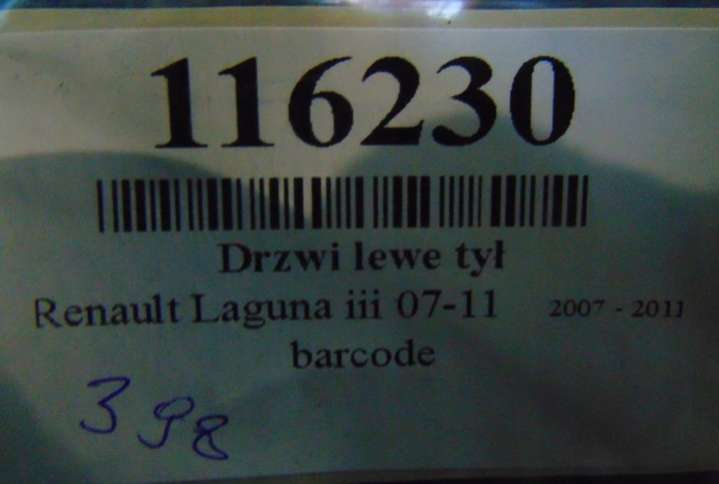 116230
Drzwi lewe tył
Renault Laguna iii 07-11 2007 - 2011
barcode
398